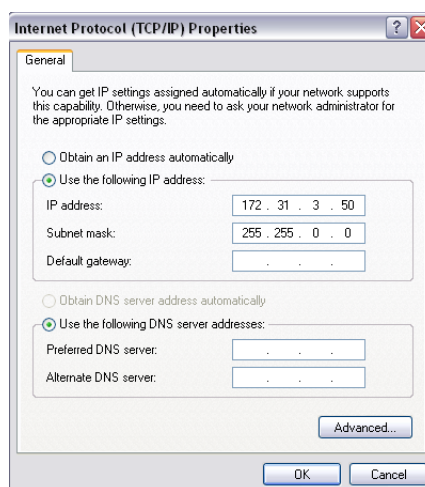 Internet Protocol (TCP/IP) Properties
General
You can get IP settings assigned automatically if your network supports
this capability. Otherwise, you need to ask your network administrator for
the appropriate IP settings.
Obtain an IP address automatically
Use the following IP address:
IP address: 172 . 31 . 3 . 50
Subnet mask: 255 . 255 . 0 . 0
Default gateway: . . .
Obtain DNS server address automatically
Use the following DNS server addresses:
Preferred DNS server: . . .
Alternate DNS server: . . .
Advanced...
OK Cancel